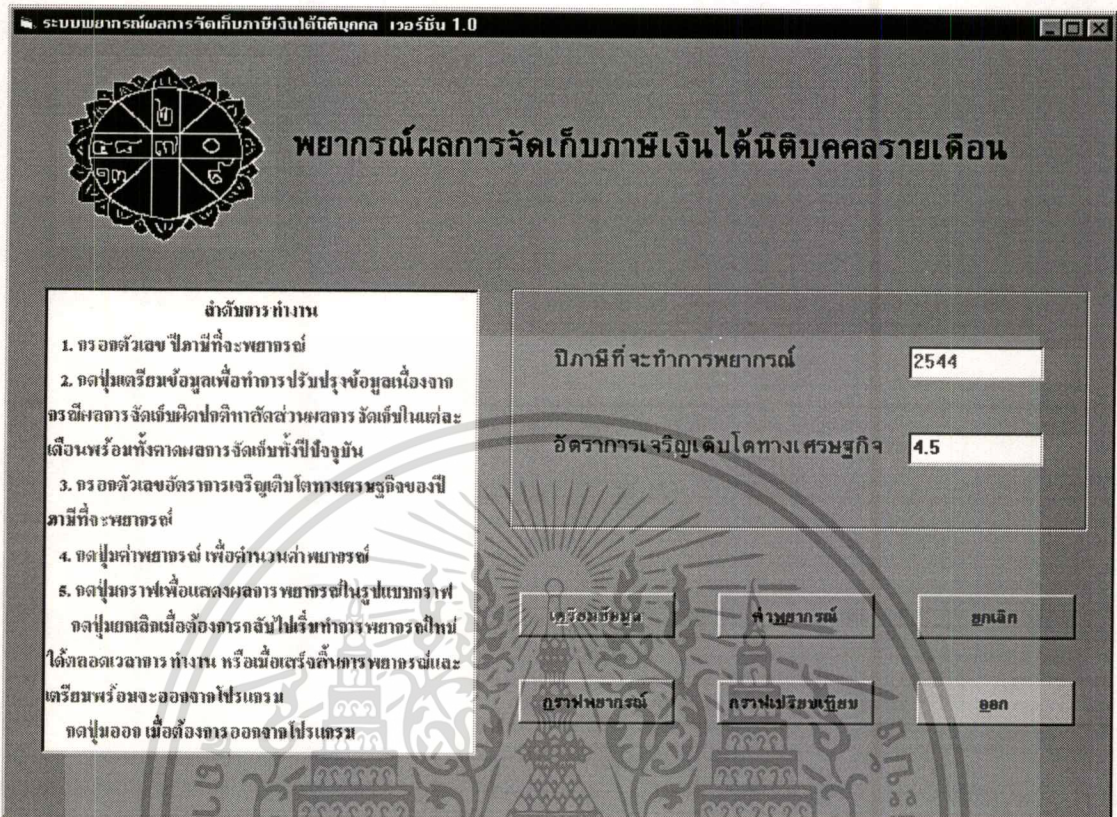 ระบบพยากรณ์ผลการจัดเก็บภาษีเงินได้นิติบุคคล เวอร์ชั่น 1.0
๒
๕ ๘ ๗ ๐
พยากรณ์ผลการจัดเก็บภาษีเงินได้นิติบุคคลรายเดือน
ลำดับการทำงาน
1. กรอกตัวเลข ปีภาษีที่จะพยากรณ์
2. กดปุ่มเตรียมข้อมูลเพื่อทำการปรับปรุงข้อมูลเนื่องจาก
กรณีผลการจัดเก็บผิดปกติหาสัดส่วนผลการจัดเก็บในแต่ละ
เดือนพร้อมทั้งคาดผลการจัดเก็บทั้งปีปัจจุบัน
3. กรอกตัวเลขอัตราการเจริญเติบโตทางเศรษฐกิจของปี
ภาษีที่จะพยากรณ์
4. กดปุ่มค่าพยากรณ์ เพื่อคำนวนค่าพยากรณ์
5. กดปุ่มกราฟเพื่อแสดงผลการพยากรณ์ในรูปแบบกราฟ
กดปุ่มยกเลิกเมื่อต้องการกลับไปเริ่มทำการพยากรณ์ใหม่
ได้ตลอดเวลาการทำงาน หรือเมื่อเสร็จสิ้นการพยากรณ์และ
เตรียมพร้อมจะออกจากโปรแกรม
กดปุ่มออก เมื่อต้องการออกจากโปรแกรม
ปีภาษีที่จะทำการพยากรณ์ 2544
อัตราการเจริญเติบโตทางเศรษฐกิจ 4.5
เตรียมข้อมูล ค่าพยากรณ์ ยกเลิก
กราฟพยากรณ์ กราฟเปรียบเทียบ ออก